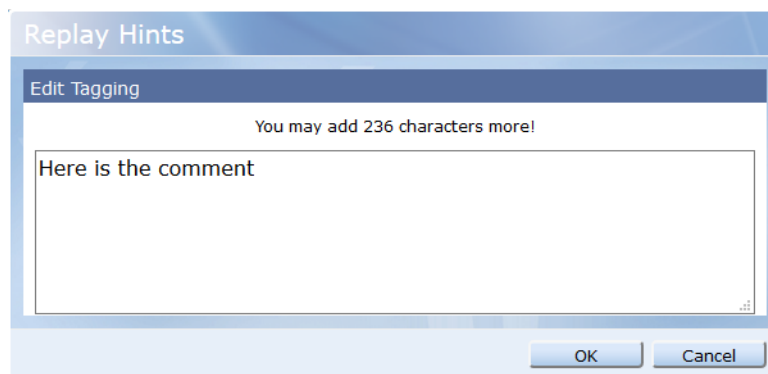 Replay Hints
Edit Tagging
You may add 236 characters more!
Here is the comment
OK Cancel